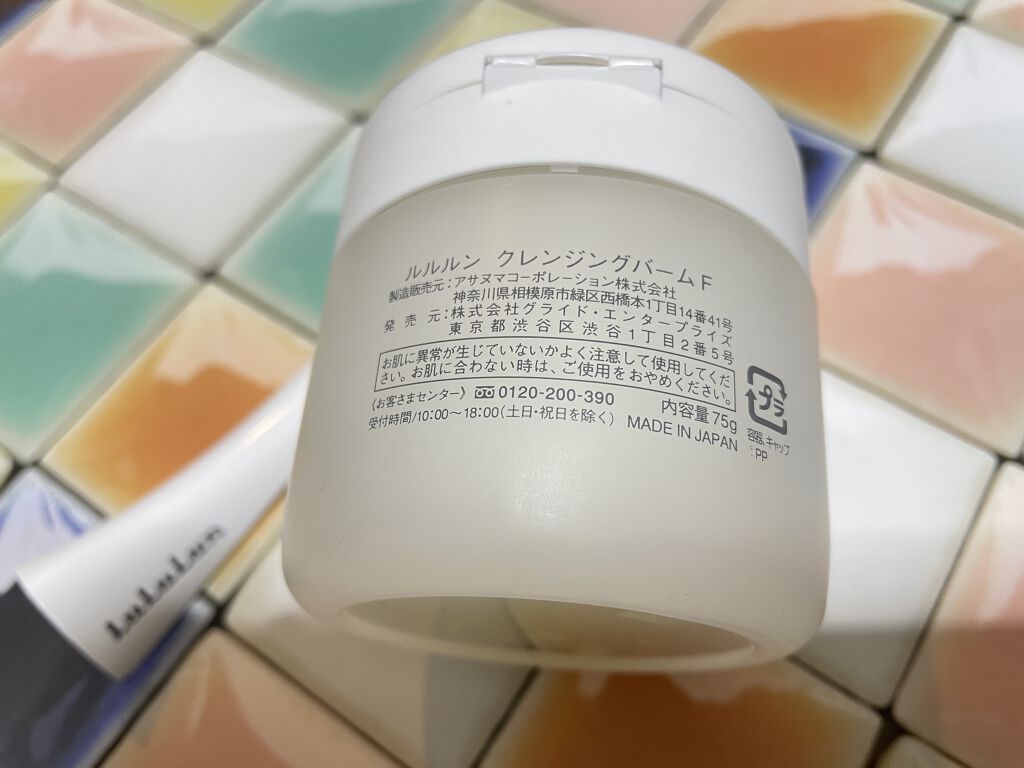 ルルルン クレンジングバームF
製造販売元:アサヌマコーポレーション株式会社
神奈川県相模原市緑区西橋本1丁目14番41号
発売元:株式会社グライド・エンタープライズ
東京都渋谷区渋谷1丁目2番5号
お肌に異常が生じていないかよく注意して使用してくだ
さい。お肌に合わない時は、ご使用をおやめください。
〈お客さまセンター〉 0120-200-390
受付時間/10:00〜18:00(土日・祝日を除く)
内容量75g
MADE IN JAPAN
プラ
容器、キャップ
:PP
LuLuLun